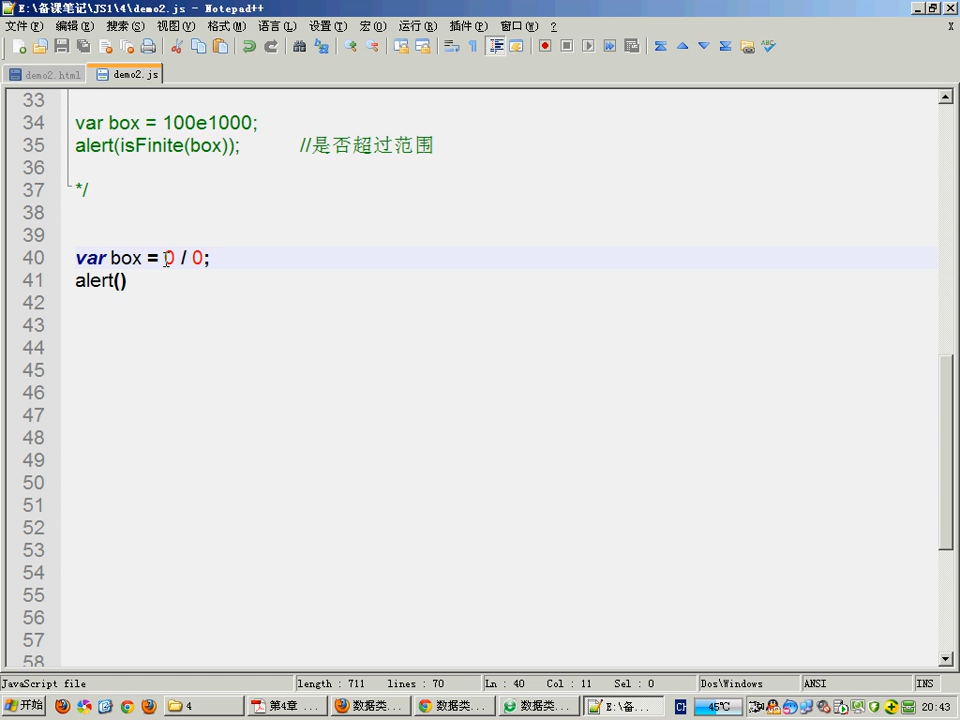 E:\备课笔记\JS1\4\demo2.js - Notepad++
文件(F) 编辑(E) 搜索(S) 视图(V) 格式(M) 语言(L) 设置(T) 宏(O) 运行(R) 插件(P) 窗口(W) ? X
demo2.html demo2.js
33
34 var box = 100e1000;
35 alert(isFinite(box)); //是否超过范围
36
37 */
38
39
40 var box = 0 / 0;
41 alert()
42
43
44
45
46
47
48
49
50
51
52
53
54
55
56
57
58
JavaScript file length : 711 lines : 70 Ln : 40 Col : 11 Sel : 0 Dos\Windows ANSI INS
开始 4 第4章 ... 数据类... 数据类... 数据类... E:\备... CH 45℃ 20:43